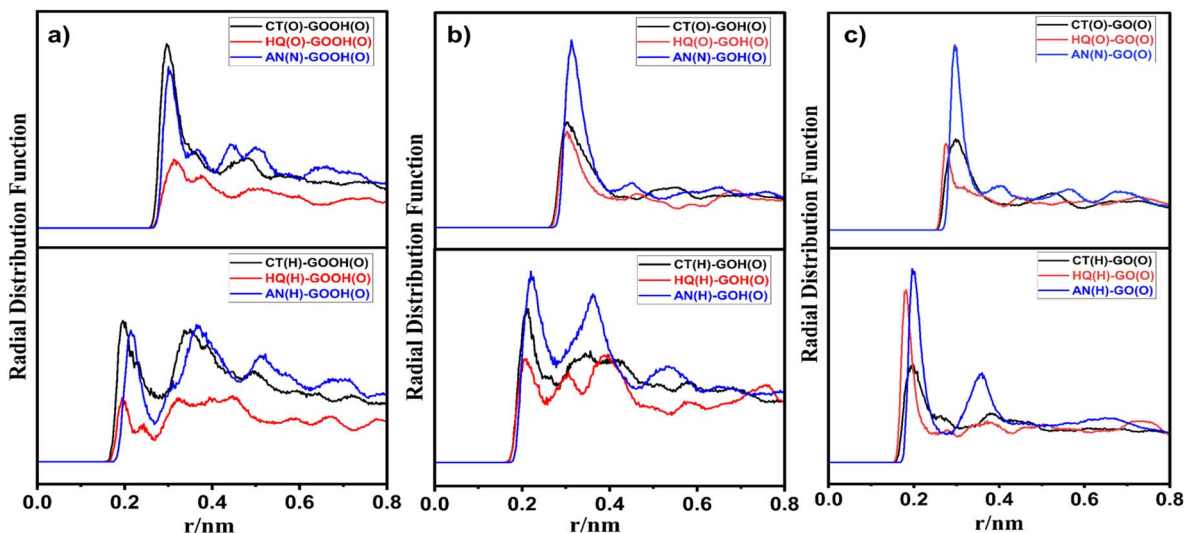 a)
CT(O)-GOOH(O)
HQ(O)-GOOH(O)
AN(N)-GOOH(O)
CT(H)-GOOH(O)
HQ(H)-GOOH(O)
AN(H)-GOOH(O)
Radial Distribution Function
0.0 0.2 0.4 0.6 0.8
r/nm
b)
CT(O)-GOH(O)
HQ(O)-GOH(O)
AN(N)-GOH(O)
CT(H)-GOH(O)
HQ(H)-GOH(O)
AN(H)-GOH(O)
Radial Distribution Function
0.0 0.2 0.4 0.6 0.8
r/nm
c)
CT(O)-GO(O)
HQ(O)-GO(O)
AN(N)-GO(O)
CT(H)-GO(O)
HQ(H)-GO(O)
AN(H)-GO(O)
Radial Distribution Function
0.0 0.2 0.4 0.6 0.8
r/nm